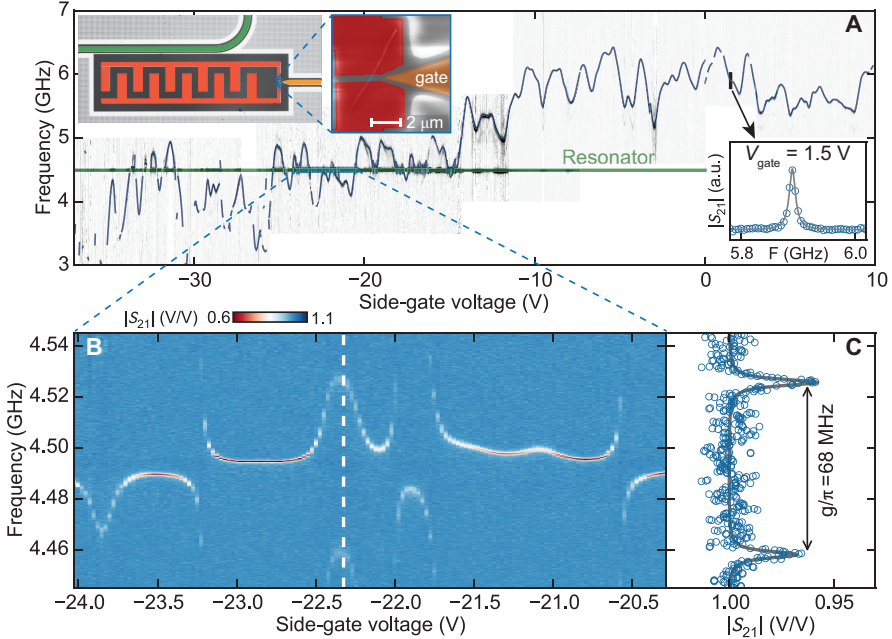 A
7
6
5
4
3
Frequency (GHz)
gate
2 μm
Resonator
V_gate = 1.5 V
|S₂₁| (a.u.)
5.8 F (GHz) 6.0
−30 −20 −10 0 10
Side-gate voltage (V)
|S₂₁| (V/V) 0.6 1.1
B
4.54
4.52
4.50
4.48
4.46
Frequency (GHz)
−24.0 −23.5 −23.0 −22.5 −22.0 −21.5 −21.0 −20.5
Side-gate voltage (V)
C
g/π=68 MHz
1.00 0.95
|S₂₁| (V/V)